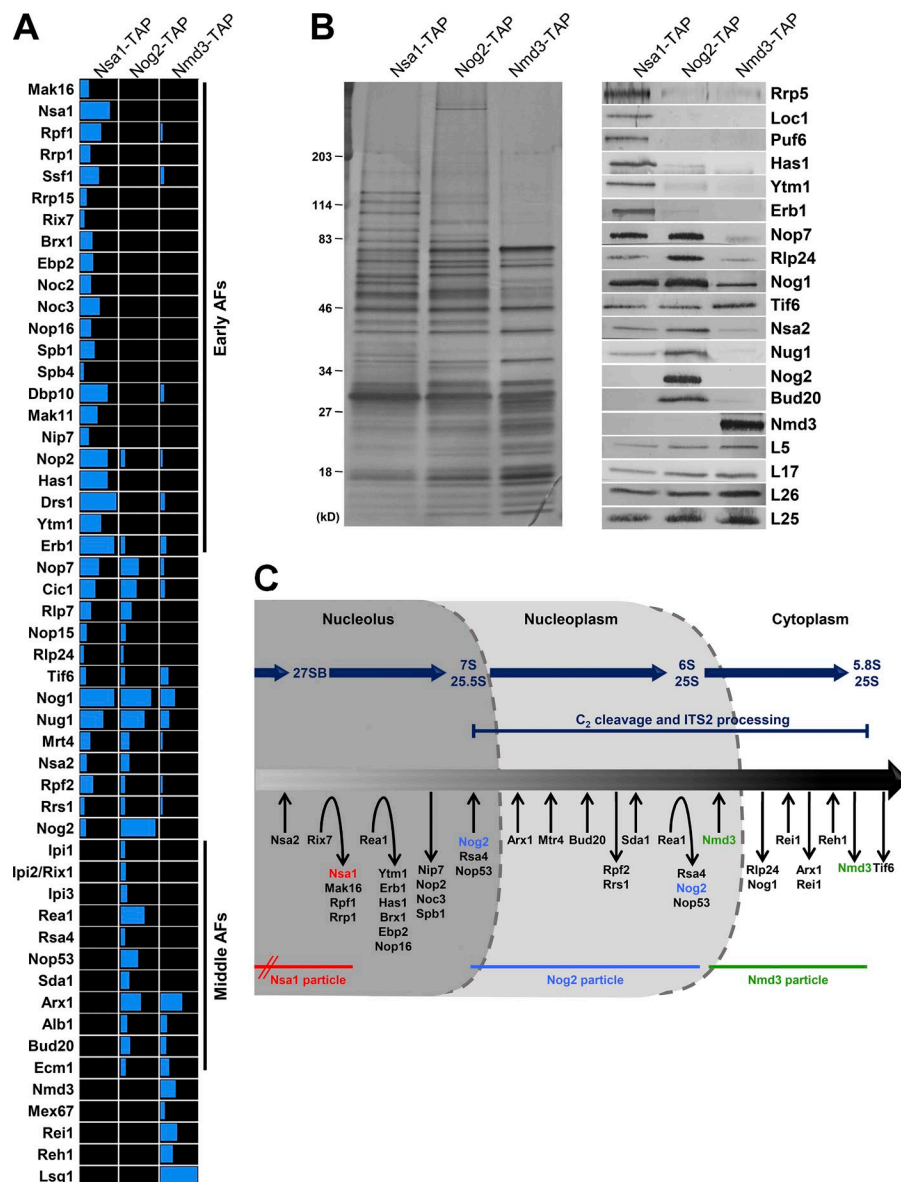 A
Nsa1-TAP
Nog2-TAP
Nmd3-TAP
Mak16
Nsa1
Rpf1
Rrp1
Ssf1
Rrp15
Rix7
Brx1
Ebp2
Noc2
Noc3
Nop16
Spb1
Spb4
Dbp10
Mak11
Nip7
Nop2
Has1
Drs1
Ytm1
Erb1
Nop7
Cic1
Rlp7
Nop15
Rlp24
Tif6
Nog1
Nug1
Mrt4
Nsa2
Rpf2
Rrs1
Nog2
Ipi1
Ipi2/Rix1
Ipi3
Rea1
Rsa4
Nop53
Sda1
Arx1
Alb1
Bud20
Ecm1
Nmd3
Mex67
Rei1
Reh1
Lsg1
Early AFs
Middle AFs
B
Nsa1-TAP
Nog2-TAP
Nmd3-TAP
203
114
83
46
34
27
18
(kD)
Nsa1-TAP
Nog2-TAP
Nmd3-TAP
Rrp5
Loc1
Puf6
Has1
Ytm1
Erb1
Nop7
Rlp24
Nog1
Tif6
Nsa2
Nug1
Nog2
Bud20
Nmd3
L5
L17
L26
L25
C
Nucleolus Nucleoplasm Cytoplasm
27SB
7S
25.5S
6S
25S
5.8S
25S
C2 cleavage and ITS2 processing
Nsa2
Rix7
Nsa1
Mak16
Rpf1
Rrp1
Rea1
Ytm1
Erb1
Has1
Brx1
Ebp2
Nop16
Nip7
Nop2
Noc3
Spb1
Nog2
Rsa4
Nop53
Arx1
Mtr4
Bud20
Rpf2
Rrs1
Sda1
Rea1
Rsa4
Nog2
Nop53
Nmd3
Rlp24
Nog1
Rei1
Arx1
Rei1
Reh1
Nmd3
Tif6
Nsa1 particle
Nog2 particle
Nmd3 particle